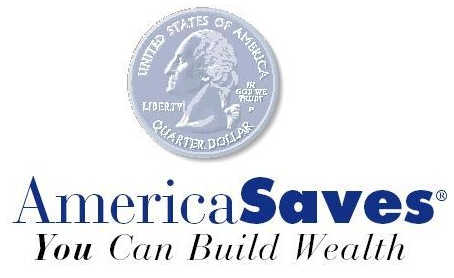 UNITED STATES OF AMERICA
LIBERTY
IN
GOD WE
TRUST
P
QUARTER DOLLAR
AmericaSaves®
You Can Build Wealth